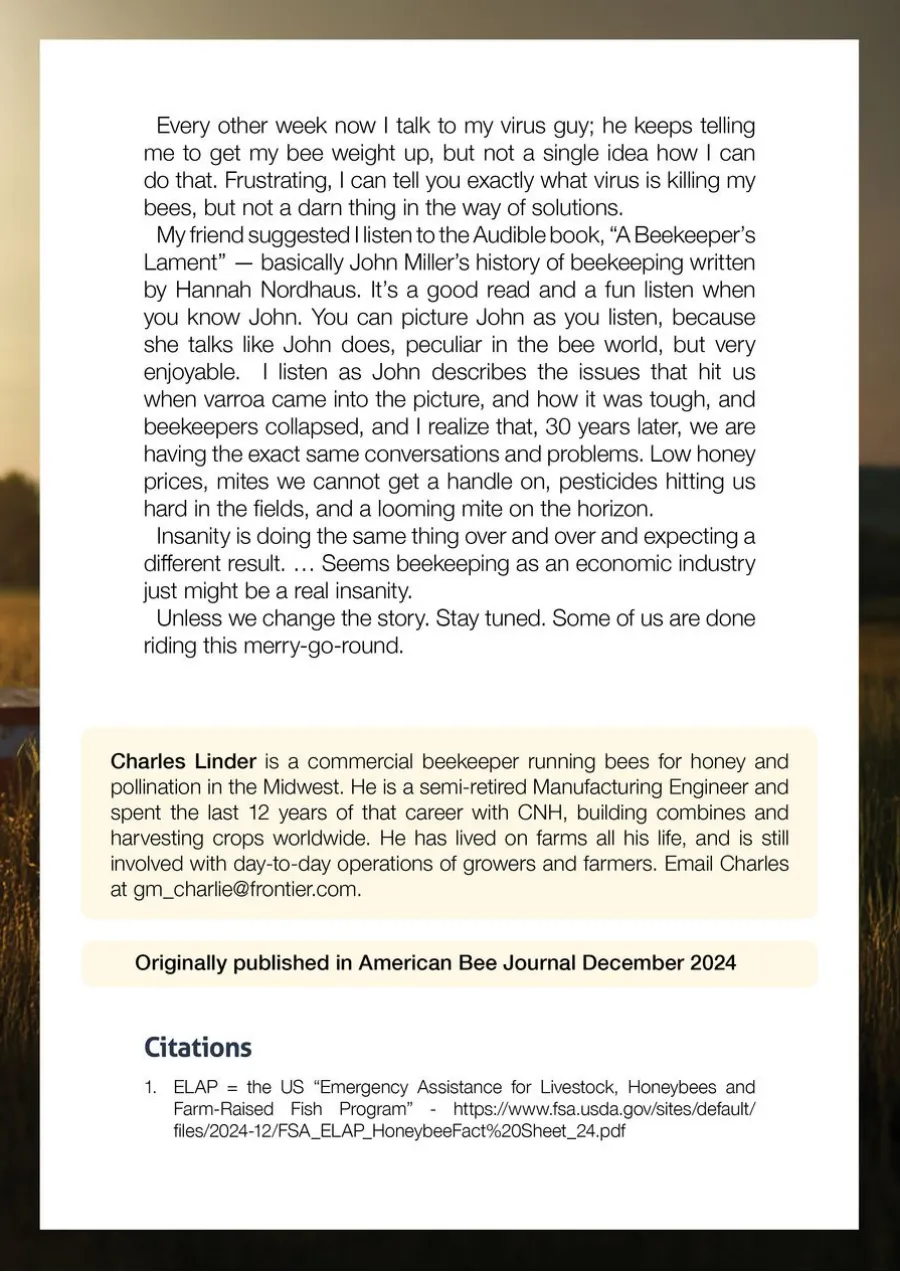 Every other week now I talk to my virus guy; he keeps telling
me to get my bee weight up, but not a single idea how I can
do that. Frustrating, I can tell you exactly what virus is killing my
bees, but not a darn thing in the way of solutions.
My friend suggested I listen to the Audible book, “A Beekeeper’s
Lament” — basically John Miller’s history of beekeeping written
by Hannah Nordhaus. It’s a good read and a fun listen when
you know John. You can picture John as you listen, because
she talks like John does, peculiar in the bee world, but very
enjoyable. I listen as John describes the issues that hit us
when varroa came into the picture, and how it was tough, and
beekeepers collapsed, and I realize that, 30 years later, we are
having the exact same conversations and problems. Low honey
prices, mites we cannot get a handle on, pesticides hitting us
hard in the fields, and a looming mite on the horizon.
Insanity is doing the same thing over and over and expecting a
different result. … Seems beekeeping as an economic industry
just might be a real insanity.
Unless we change the story. Stay tuned. Some of us are done
riding this merry-go-round.
Charles Linder is a commercial beekeeper running bees for honey and
pollination in the Midwest. He is a semi-retired Manufacturing Engineer and
spent the last 12 years of that career with CNH, building combines and
harvesting crops worldwide. He has lived on farms all his life, and is still
involved with day-to-day operations of growers and farmers. Email Charles
at gm_charlie@frontier.com.
Originally published in American Bee Journal December 2024
Citations
1. ELAP = the US “Emergency Assistance for Livestock, Honeybees and
Farm-Raised Fish Program” - https://www.fsa.usda.gov/sites/default/
files/2024-12/FSA_ELAP_HoneybeeFact%20Sheet_24.pdf